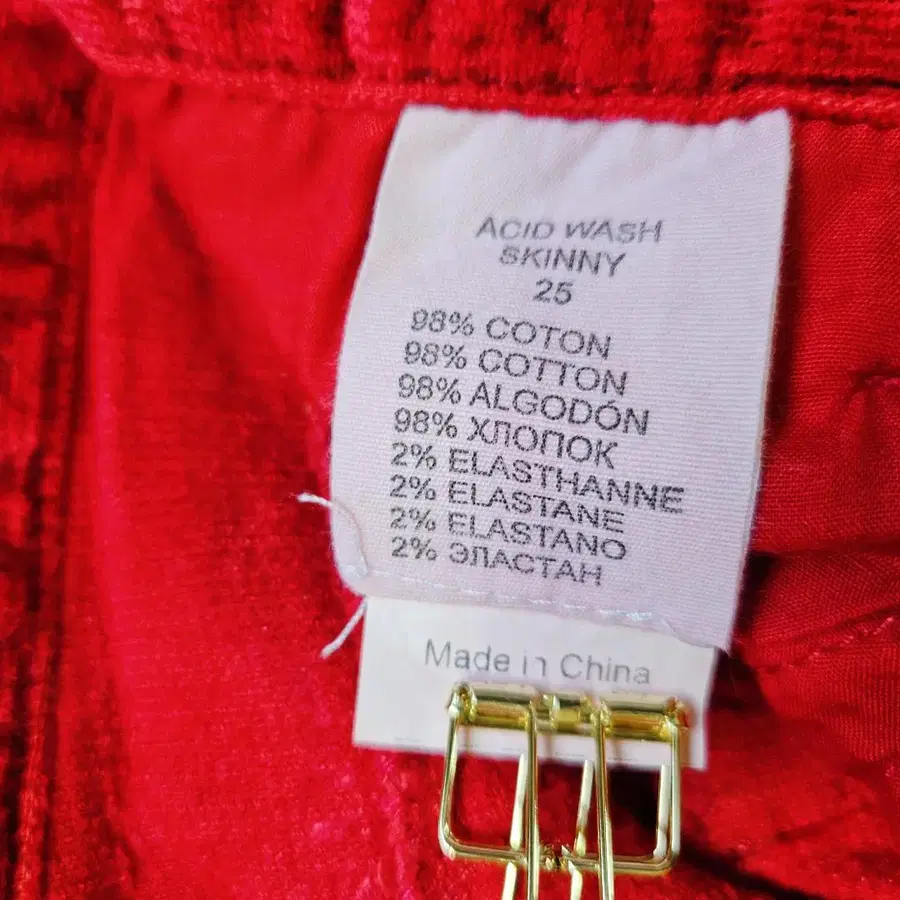 ACID WASH
SKINNY
25
98% COTON
98% COTTON
98% ALGODÓN
98% ХЛОПОК
2% ELASTHANNE
2% ELASTANE
2% ELASTANO
2% ЭЛАСТАН
Made in China